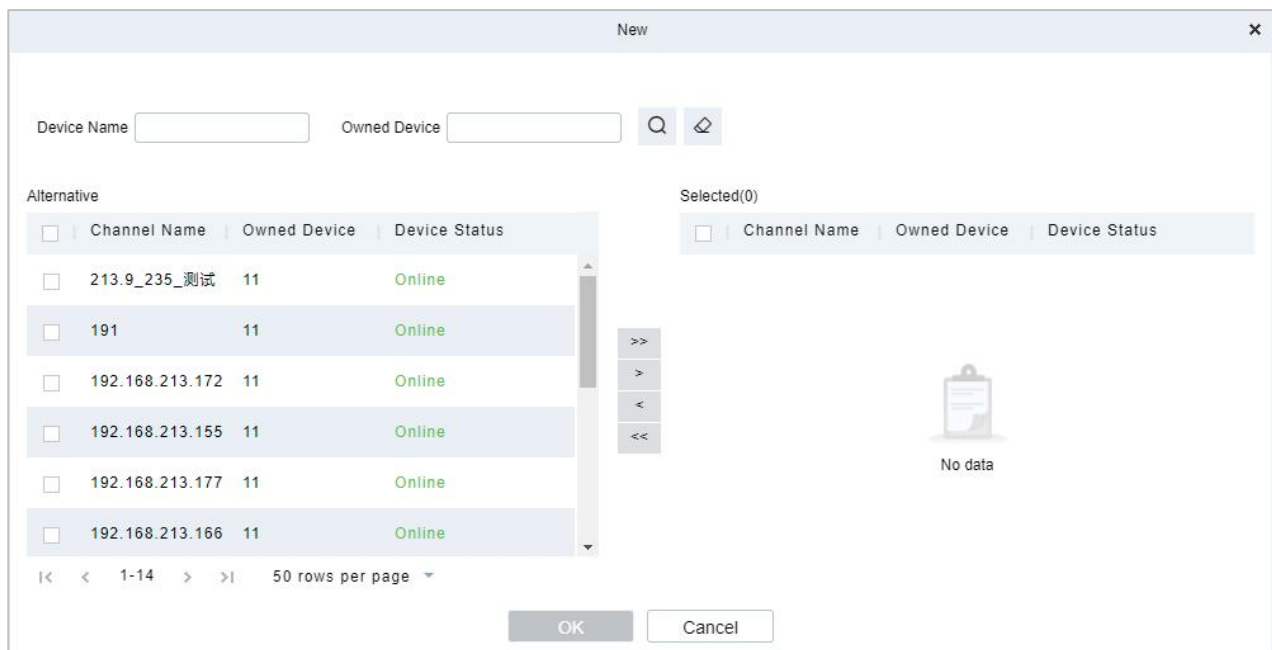 New ×
Device Name Owned Device
Alternative
Channel Name Owned Device Device Status
213.9_235_测试 11 Online
191 11 Online
192.168.213.172 11 Online
192.168.213.155 11 Online
192.168.213.177 11 Online
192.168.213.166 11 Online
1-14 50 rows per page
>>
>
<
<<
Selected(0)
Channel Name Owned Device Device Status
No data
OK Cancel